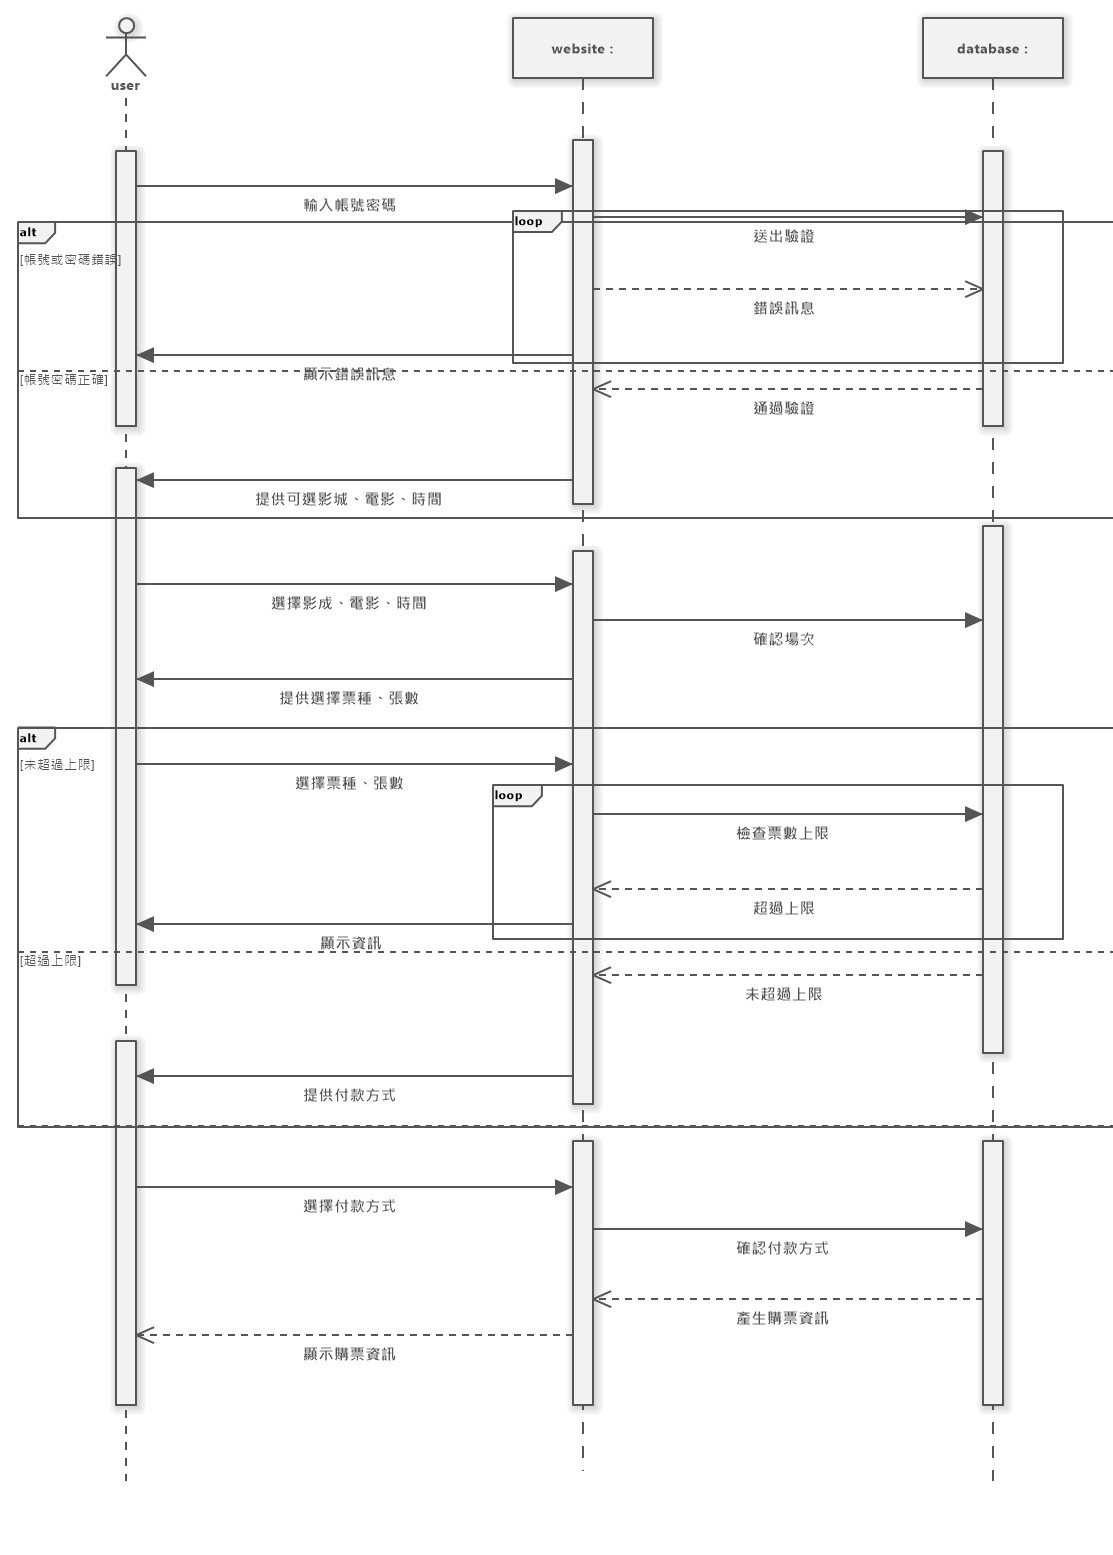 user
website :
database :
輸入帳號密碼
loop
alt
送出驗證
[帳號或密碼錯誤]
錯誤訊息
顯示錯誤訊息
[帳號密碼正確]
通過驗證
提供可選影城、電影、時間
選擇影成、電影、時間
確認場次
提供選擇票種、張數
alt
[未超過上限]
選擇票種、張數
loop
檢查票數上限
超過上限
顯示資訊
[超過上限]
未超過上限
提供付款方式
選擇付款方式
確認付款方式
產生購票資訊
顯示購票資訊